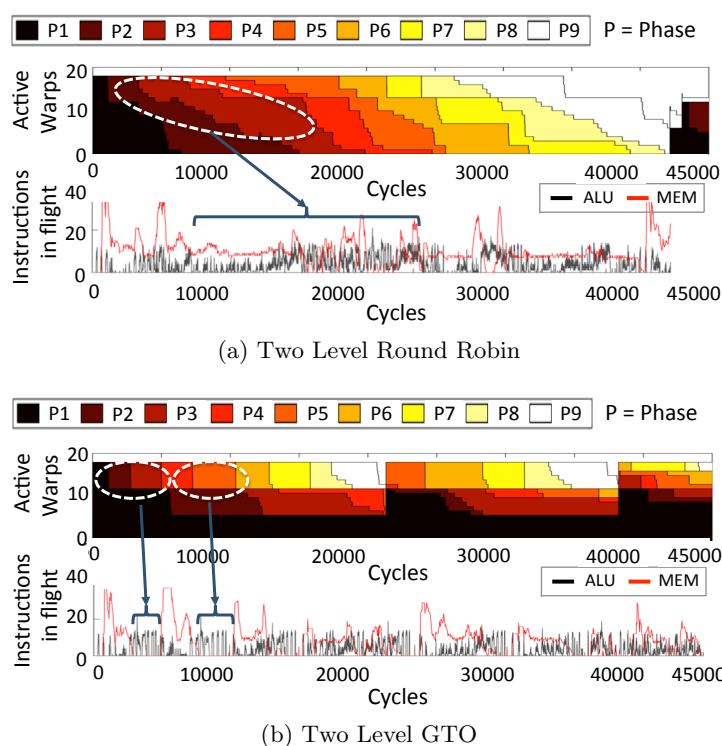 P1 P2 P3 P4 P5 P6 P7 P8 P9 P = Phase
20
10
0
Active
Warps
0 10000 20000 30000 40000 45000
Cycles
ALU MEM
40
20
0
Instructions
in flight
0 10000 20000 30000 40000 45000
Cycles
(a) Two Level Round Robin
P1 P2 P3 P4 P5 P6 P7 P8 P9 P = Phase
20
10
0
Active
Warps
0 10000 20000 30000 40000 45000
Cycles
ALU MEM
40
20
0
Instructions
in flight
0 10000 20000 30000 40000 45000
Cycles
(b) Two Level GTO